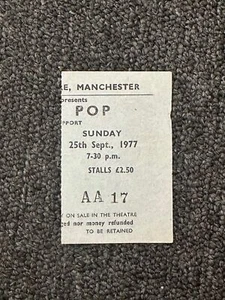 RE, MANCHESTER
presents
POP
PPORT
SUNDAY
25th Sept., 1977
7-30 p.m.
STALLS £2.50
AA 17
ON SALE IN THE THEATRE
ged nor money refunded
TO BE RETAINED